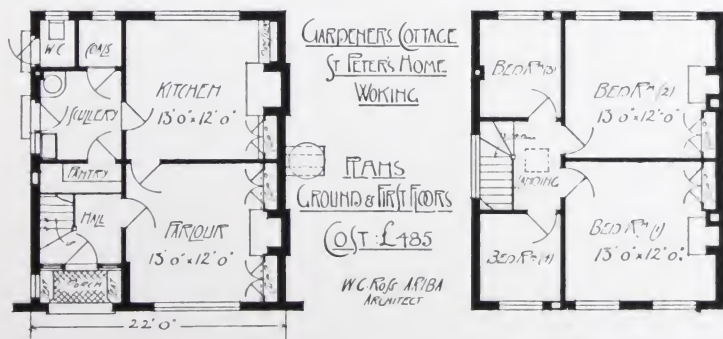 GARDENERS COTTAGE
ST PETER'S HOME
WOKING
PLANS
GROUND & FIRST FLOORS
COST: £485
W.C. ROSS A.R.I.B.A
ARCHITECT
W.C.
COALS
KITCHEN
13' 0" × 12' 0"
SCULLERY
PANTRY
HALL
PARLOUR
13' 0" × 12' 0"
PORCH
22' 0"
BED RM (3)
BED RM (2)
13' 0" × 12' 0"
LANDING
BED RM (4)
BED RM (1)
13' 0" × 12' 0"